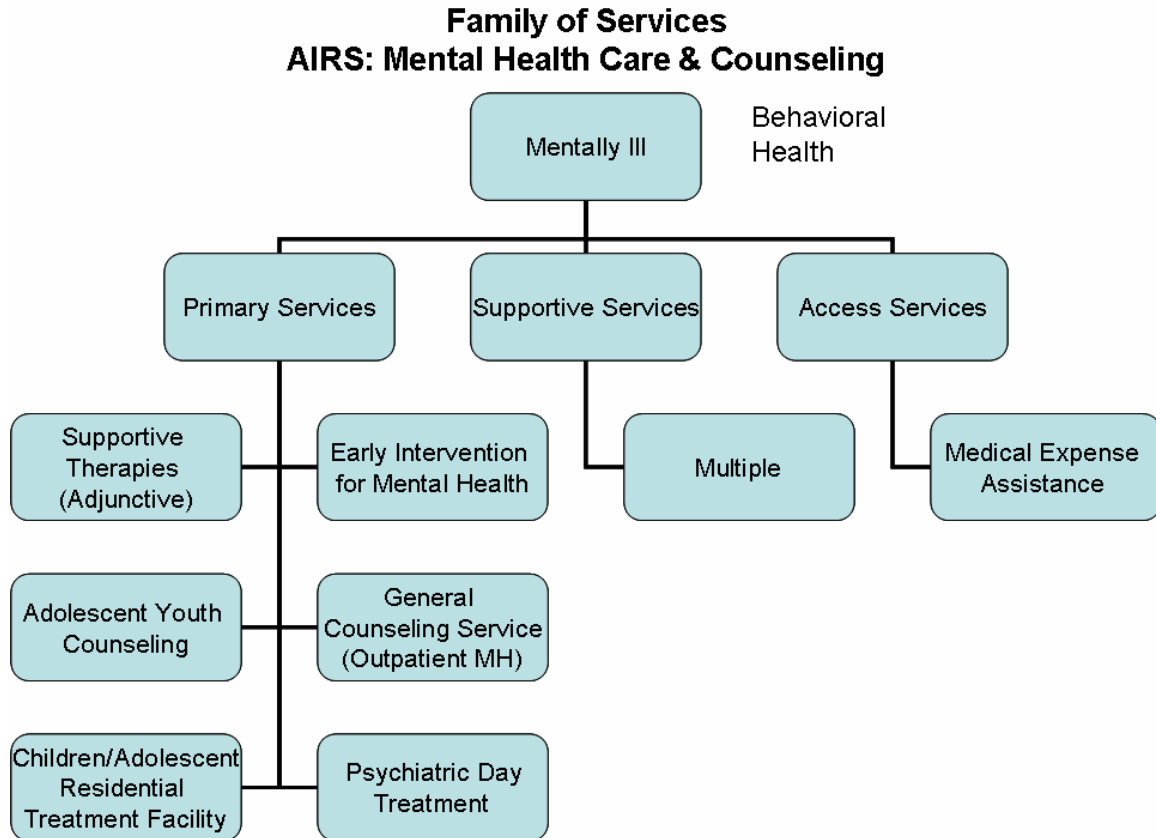 Family of Services
AIRS: Mental Health Care & Counseling
Mentally Ill
Behavioral
Health
Primary Services
Supportive Services
Access Services
Supportive
Therapies
(Adjunctive)
Early Intervention
for Mental Health
Multiple
Medical Expense
Assistance
Adolescent Youth
Counseling
General
Counseling Service
(Outpatient MH)
Children/Adolescent
Residential
Treatment Facility
Psychiatric Day
Treatment